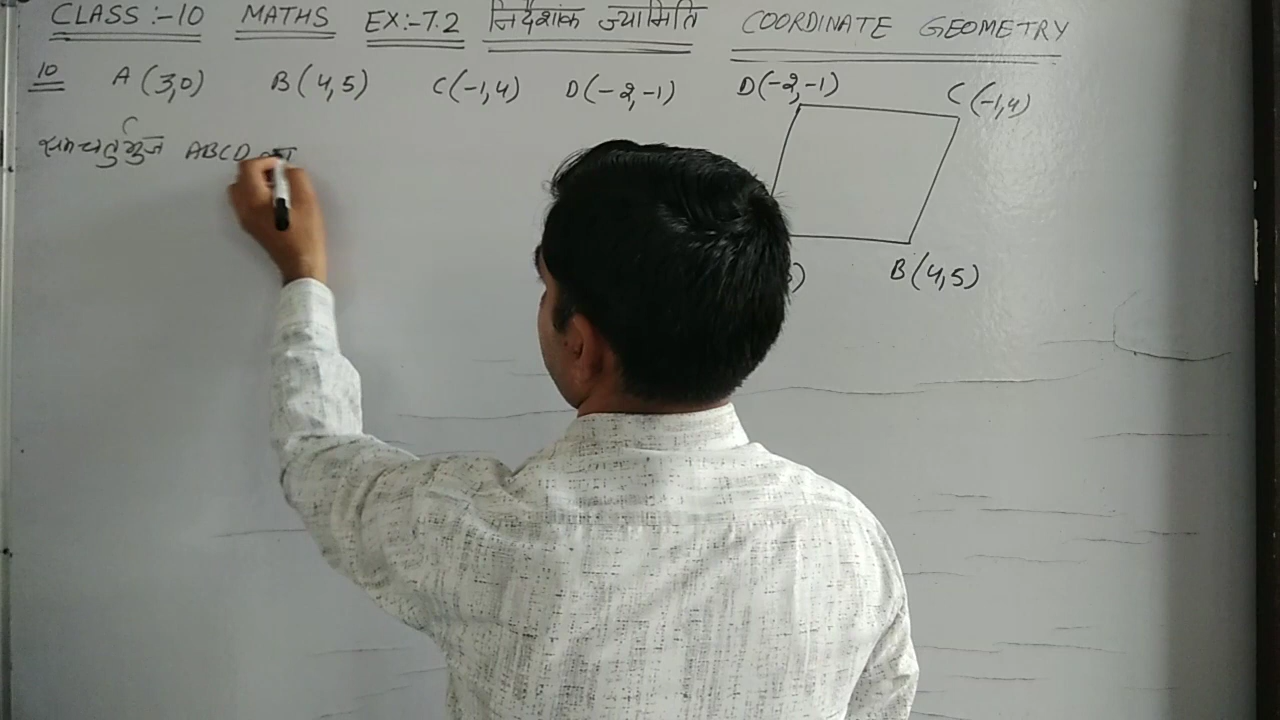 CLASS :-10 MATHS EX:-7.2 निर्देशांक ज्यामिति COORDINATE GEOMETRY
10 A (3,0) B(4,5) C(-1,4) D(-2,-1)
समचतुर्भुज ABCD का
D(-2,-1) C(-1,4)
B(4,5)